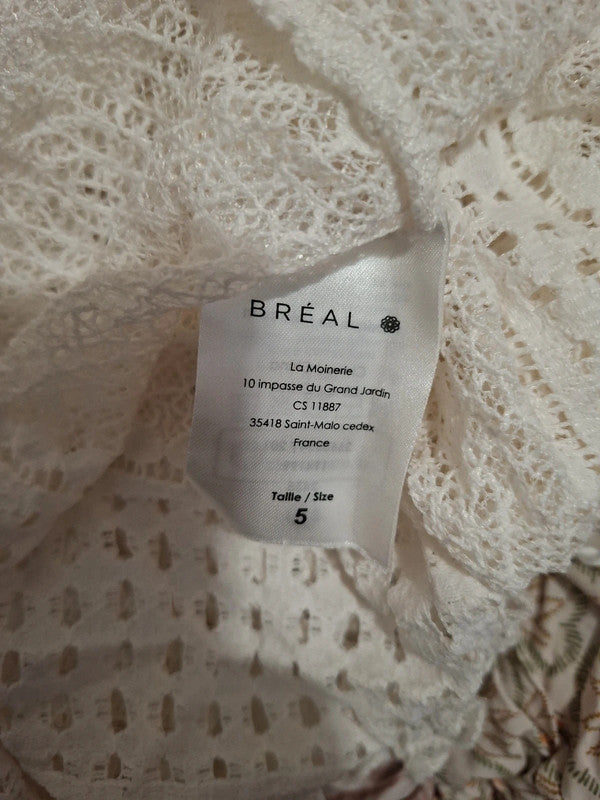 BRÉAL
La Moinerie
10 impasse du Grand Jardin
CS 11887
35418 Saint-Malo cedex
France
Taille / Size
5